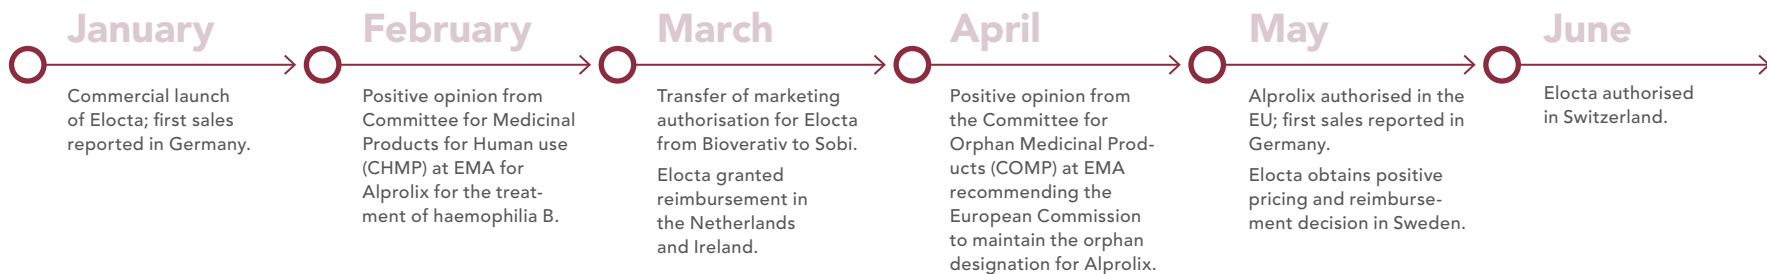 January
Commercial launch
of Elocta; first sales
reported in Germany.
February
Positive opinion from
Committee for Medicinal
Products for Human use
(CHMP) at EMA for
Alprolix for the treat-
ment of haemophilia B.
March
Transfer of marketing
authorisation for Elocta
from Bioverativ to Sobi.
Elocta granted
reimbursement in
the Netherlands
and Ireland.
April
Positive opinion from
the Committee for
Orphan Medicinal Prod-
ucts (COMP) at EMA
recommending the
European Commission
to maintain the orphan
designation for Alprolix.
May
Alprolix authorised in the
EU; first sales reported in
Germany.
Elocta obtains positive
pricing and reimburse-
ment decision in Sweden.
June
Elocta authorised
in Switzerland.